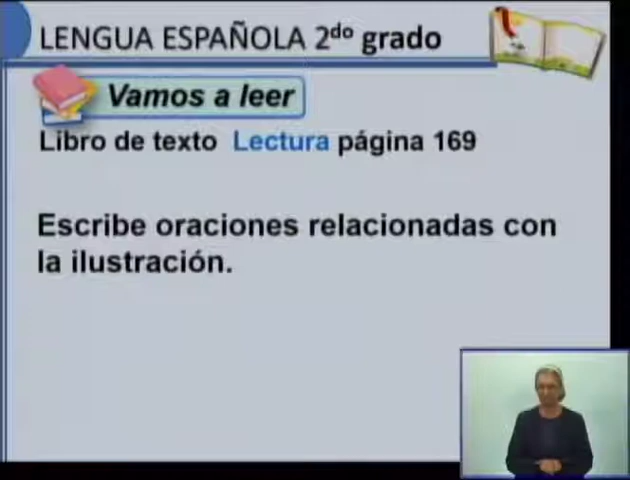 LENGUA ESPAÑOLA 2do grado
Vamos a leer
Libro de texto Lectura página 169
Escribe oraciones relacionadas con
la ilustración.